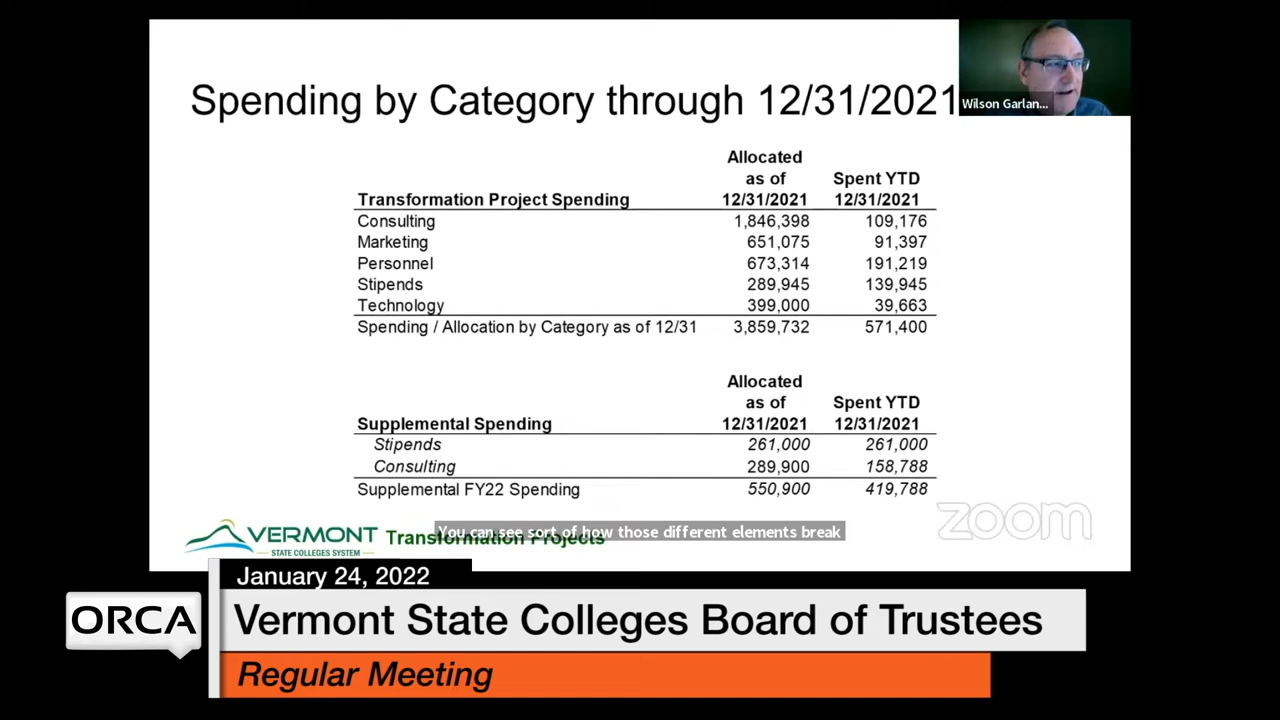 Spending by Category through 12/31/2021
Wilson Garlan...
Allocated
as of Spent YTD
Transformation Project Spending 12/31/2021 12/31/2021
Consulting 1,846,398 109,176
Marketing 651,075 91,397
Personnel 673,314 191,219
Stipends 289,945 139,945
Technology 399,000 39,663
Spending / Allocation by Category as of 12/31 3,859,732 571,400
Allocated
as of Spent YTD
Supplemental Spending 12/31/2021 12/31/2021
Stipends 261,000 261,000
Consulting 289,900 158,788
Supplemental FY22 Spending 550,900 419,788
zoom
VERMONT
STATE COLLEGES SYSTEM
Transformation Projects
You can see sort of how those different elements break
January 24, 2022
ORCA
Vermont State Colleges Board of Trustees
Regular Meeting